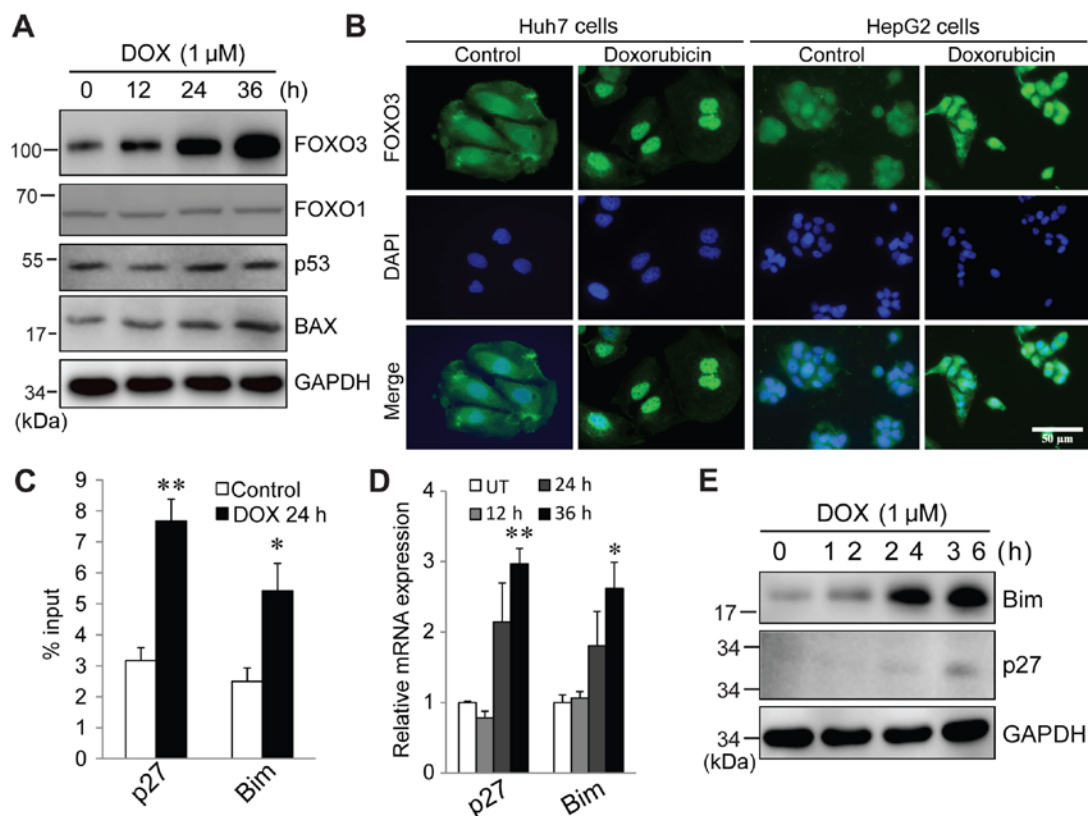 A
DOX (1 µM)
0 12 24 36 (h)
100
FOXO3
70
FOXO1
55
p53
17
BAX
34
GAPDH
(kDa)
B
Huh7 cells HepG2 cells
Control Doxorubicin Control Doxorubicin
FOXO3
DAPI
Merge
50 µm
C
9
8
7
6
5
4
3
2
1
0
% input
Control
DOX 24 h
**
*
p27
Bim
D
4
3
2
1
0
Relative mRNA expression
UT 24 h
12 h 36 h
**
*
p27
Bim
E
DOX (1 µM)
0 1 2 2 4 3 6 (h)
17
Bim
34
p27
34
34
GAPDH
(kDa)